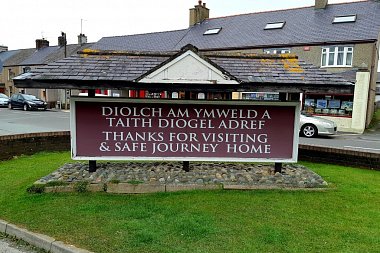 DIOLCH AM YMWELD A
TAITH DIOGEL ADREF
THANKS FOR VISITING
& SAFE JOURNEY HOME